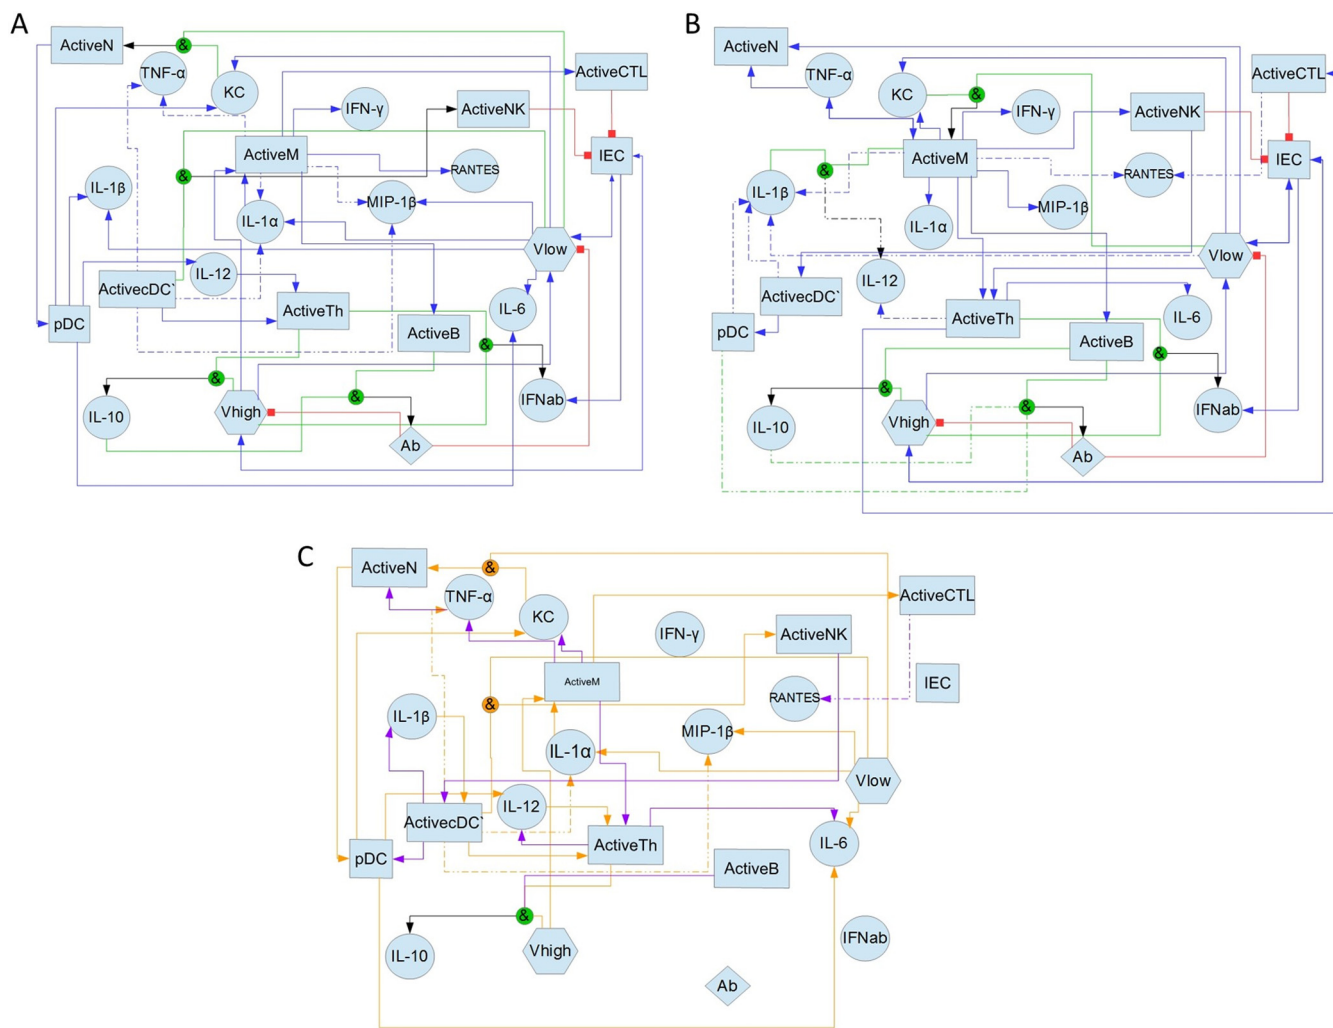 A
ActiveN
&
TNF-α
KC
ActiveCTL
IFN-γ
ActiveNK
ActiveM
IEC
&
RANTES
IL-1β
MIP-1β
IL-1α
Vlow
IL-12
ActivecDC`
ActiveTh
IL-6
pDC
ActiveB
&
&
&
IL-10
Vhigh
IFNab
Ab
B
ActiveN
TNF-α
ActiveCTL
KC
&
IFN-γ
ActiveNK
ActiveM
IEC
&
RANTES
IL-1β
MIP-1β
IL-1α
Vlow
IL-12
ActivecDC`
ActiveTh
IL-6
pDC
ActiveB
&
&
&
IFNab
IL-10
Vhigh
Ab
C
ActiveN
&
TNF-α
ActiveCTL
KC
IFN-γ
ActiveNK
ActiveM
IEC
RANTES
&
IL-1β
MIP-1β
IL-1α
Vlow
IL-12
ActivecDC`
ActiveTh
IL-6
pDC
ActiveB
&
IFNab
IL-10
Vhigh
Ab